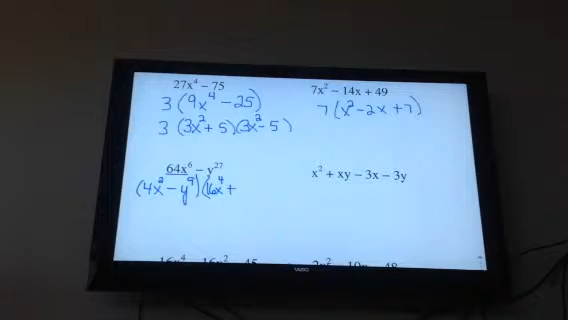 27x⁴ − 75
3 (9x⁴ − 25)
3 (3x² + 5)(3x² − 5)
7x² − 14x + 49
7 (x² − 2x + 7)
64x⁶ − y²⁷
(4x² − y⁹)(16x⁴ +
x² + xy − 3x − 3y
VIZIO